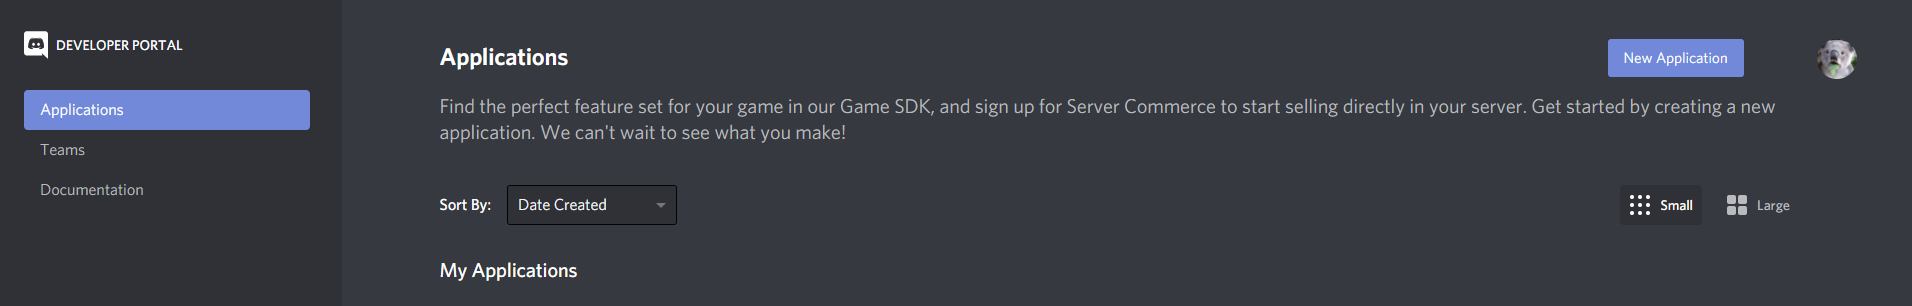 DEVELOPER PORTAL
Applications
Teams
Documentation
Applications
New Application
Find the perfect feature set for your game in our Game SDK, and sign up for Server Commerce to start selling directly in your server. Get started by creating a new
application. We can't wait to see what you make!
Sort By: Date Created
Small Large
My Applications